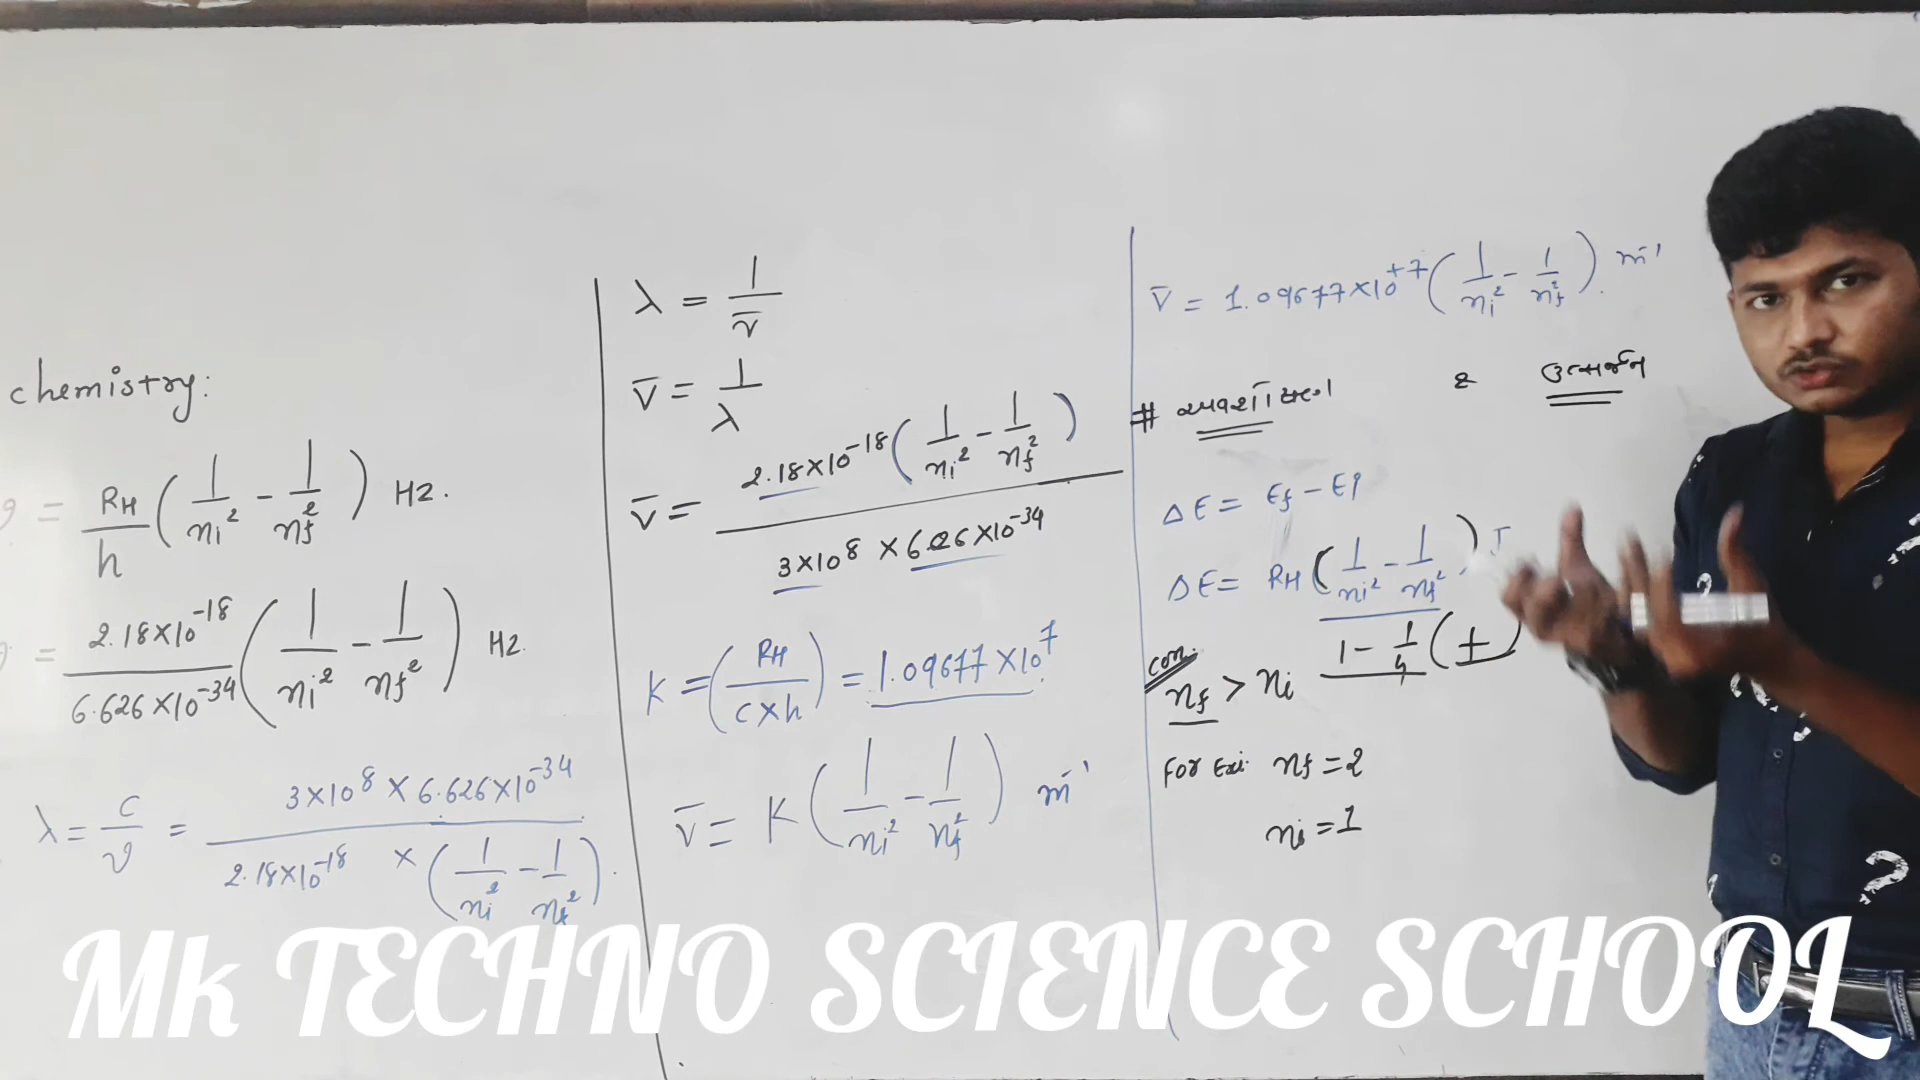 chemistry:
ν = RH/h (1/ni² - 1/nf²) HZ.
ν = 2.18×10⁻¹⁸/6.626×10⁻³⁴ (1/ni² - 1/nf²) HZ.
λ = c/ν = 3×10⁸ × 6.626×10⁻³⁴ / 2.18×10⁻¹⁸ × (1/ni² - 1/nf²).
λ = 1/ν̅
ν̅ = 1/λ
ν̅ = 2.18×10⁻¹⁸ (1/ni² - 1/nf²) / 3×10⁸ × 6.626×10⁻³⁴
K = (RH/c×h) = 1.09677×10⁷.
ν̅ = K (1/ni² - 1/nf²) m⁻¹
ν̅ = 1.09677×10⁺⁷ (1/ni² - 1/nf²). m⁻¹
# ઉત્સર્જન
ΔE = Ef - Ei
ΔE = RH (1/ni² - 1/nf²) J
1 - 1/4 (+)
con.
nf > ni
For Ex: nf = 2
ni = 1
Mk TECHNO SCIENCE SCHOOL